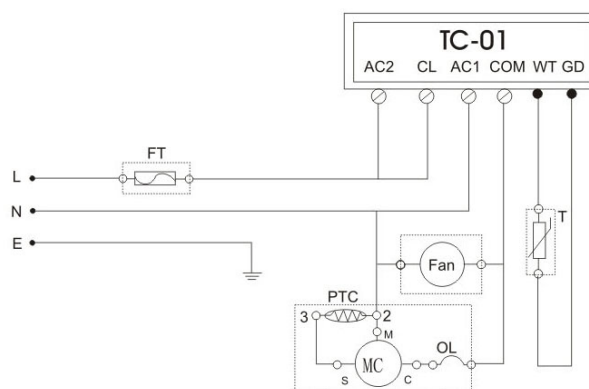 TC-01
AC2 CL AC1 COM WT GD
FT
L
N
E
T
Fan
PTC
3 2
M
OL
MC
S C